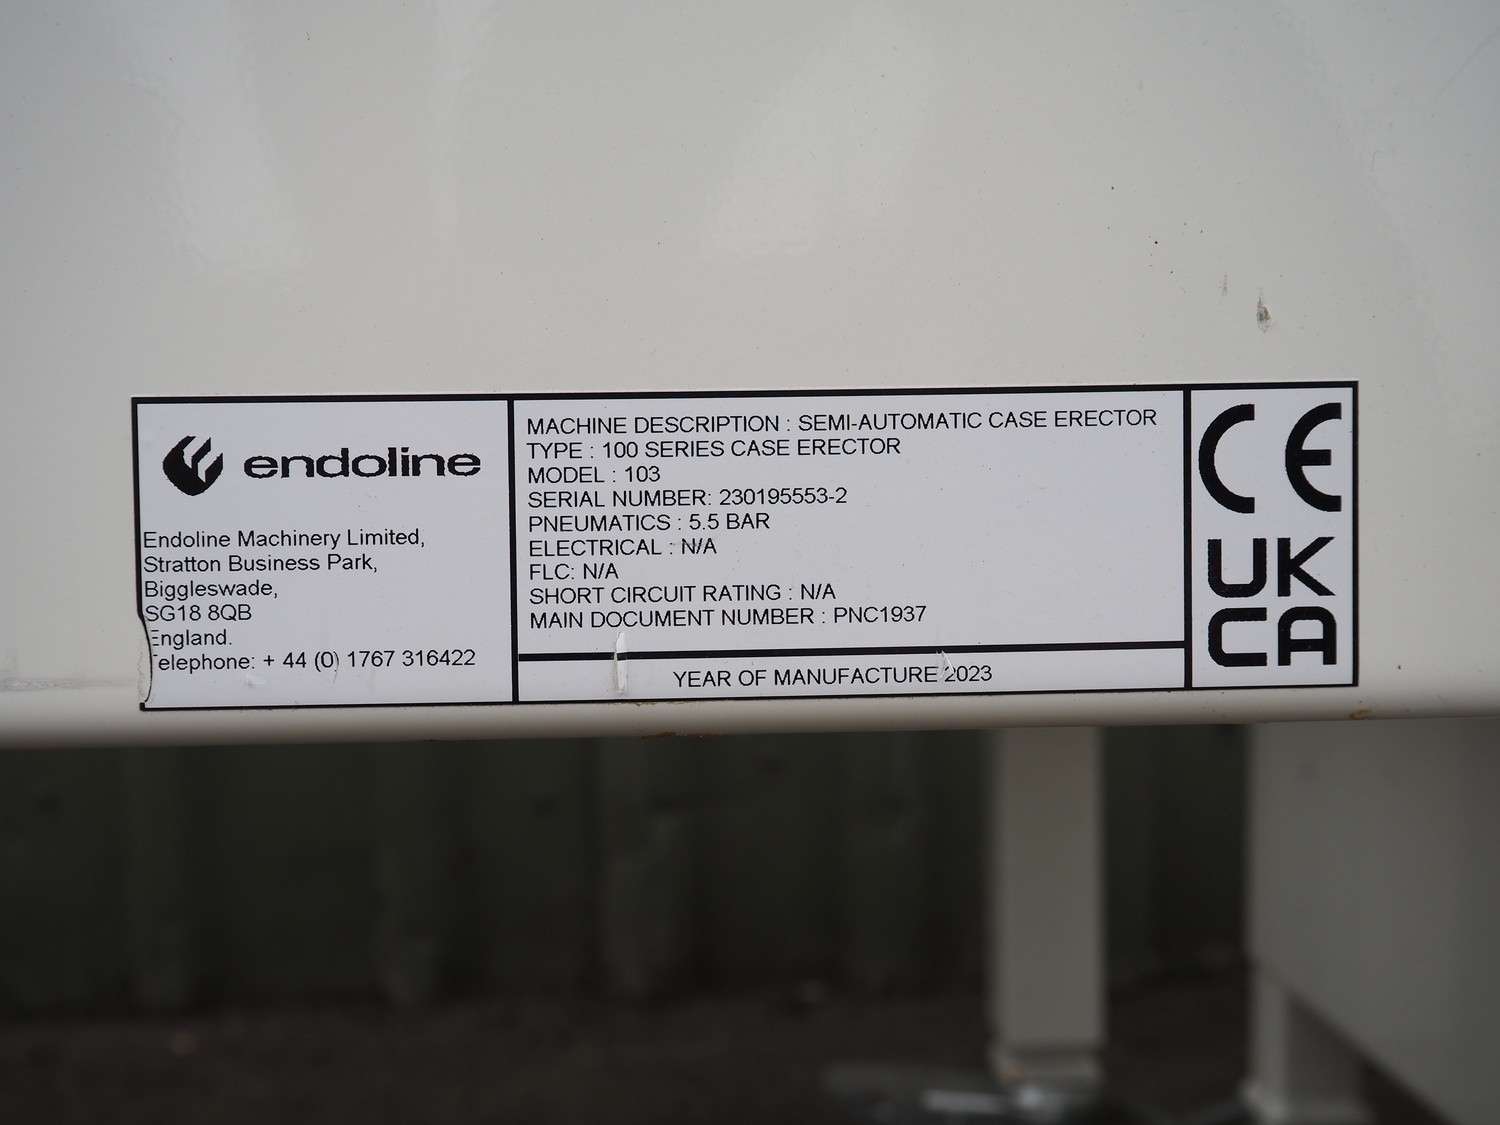 endoline
Endoline Machinery Limited,
Stratton Business Park,
Biggleswade,
SG18 8QB
England.
Telephone: + 44 (0) 1767 316422
MACHINE DESCRIPTION : SEMI-AUTOMATIC CASE ERECTOR
TYPE : 100 SERIES CASE ERECTOR
MODEL : 103
SERIAL NUMBER: 230195553-2
PNEUMATICS : 5.5 BAR
ELECTRICAL : N/A
FLC: N/A
SHORT CIRCUIT RATING : N/A
MAIN DOCUMENT NUMBER : PNC1937
YEAR OF MANUFACTURE 2023
CE
UK
CA